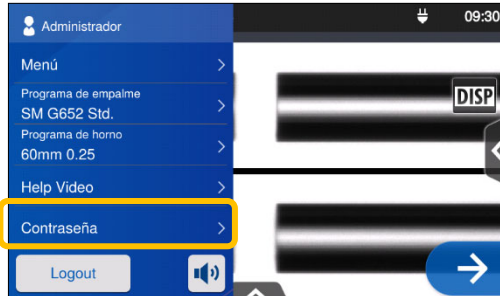 Administrador
09:30
Menú
Programa de empalme
SM G652 Std.
DISP
Programa de horno
60mm 0.25
Help Video
Contraseña
Logout